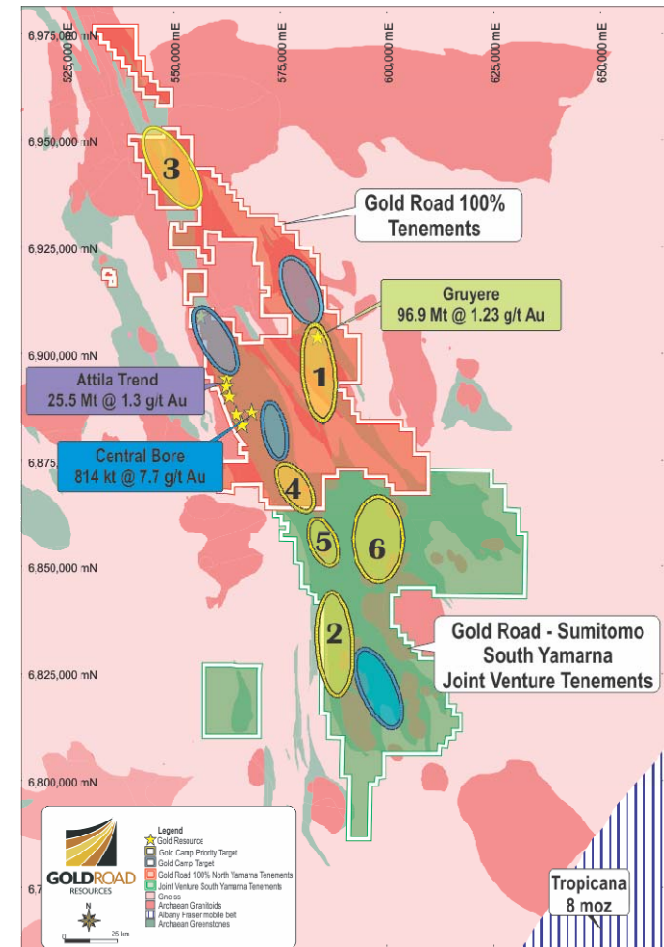 525,000 mE
550,000 mE
575,000 mE
600,000 mE
650,000 mE
6,975,000 mN
6,950,000 mN
6,925,000 mN
6,900,000 mN
6,875,000 mN
6,850,000 mN
6,825,000 mN
6,800,000 mN
3
Gold Road 100%
Tenements
Gruyere
96.9 Mt @ 1.23 g/t Au
1
Attila Trend
25.5 Mt @ 1.3 g/t Au
Central Bore
814 kt @ 7.7 g/t Au
4
5
6
2
Gold Road - Sumitomo
South Yamarna
Joint Venture Tenements
Tropicana
8 moz
GOLDROAD
RESOURCES
N
0
25 km
Legend
Gold Resource
Gold Camp Priority Target
Gold Camp Target
Gold Road 100% North Yamarna Tenements
Joint Venture South Yamarna Tenements
Gneiss
Archaean Granitoids
Albany Fraser mobile belt
Archaean Greenstones